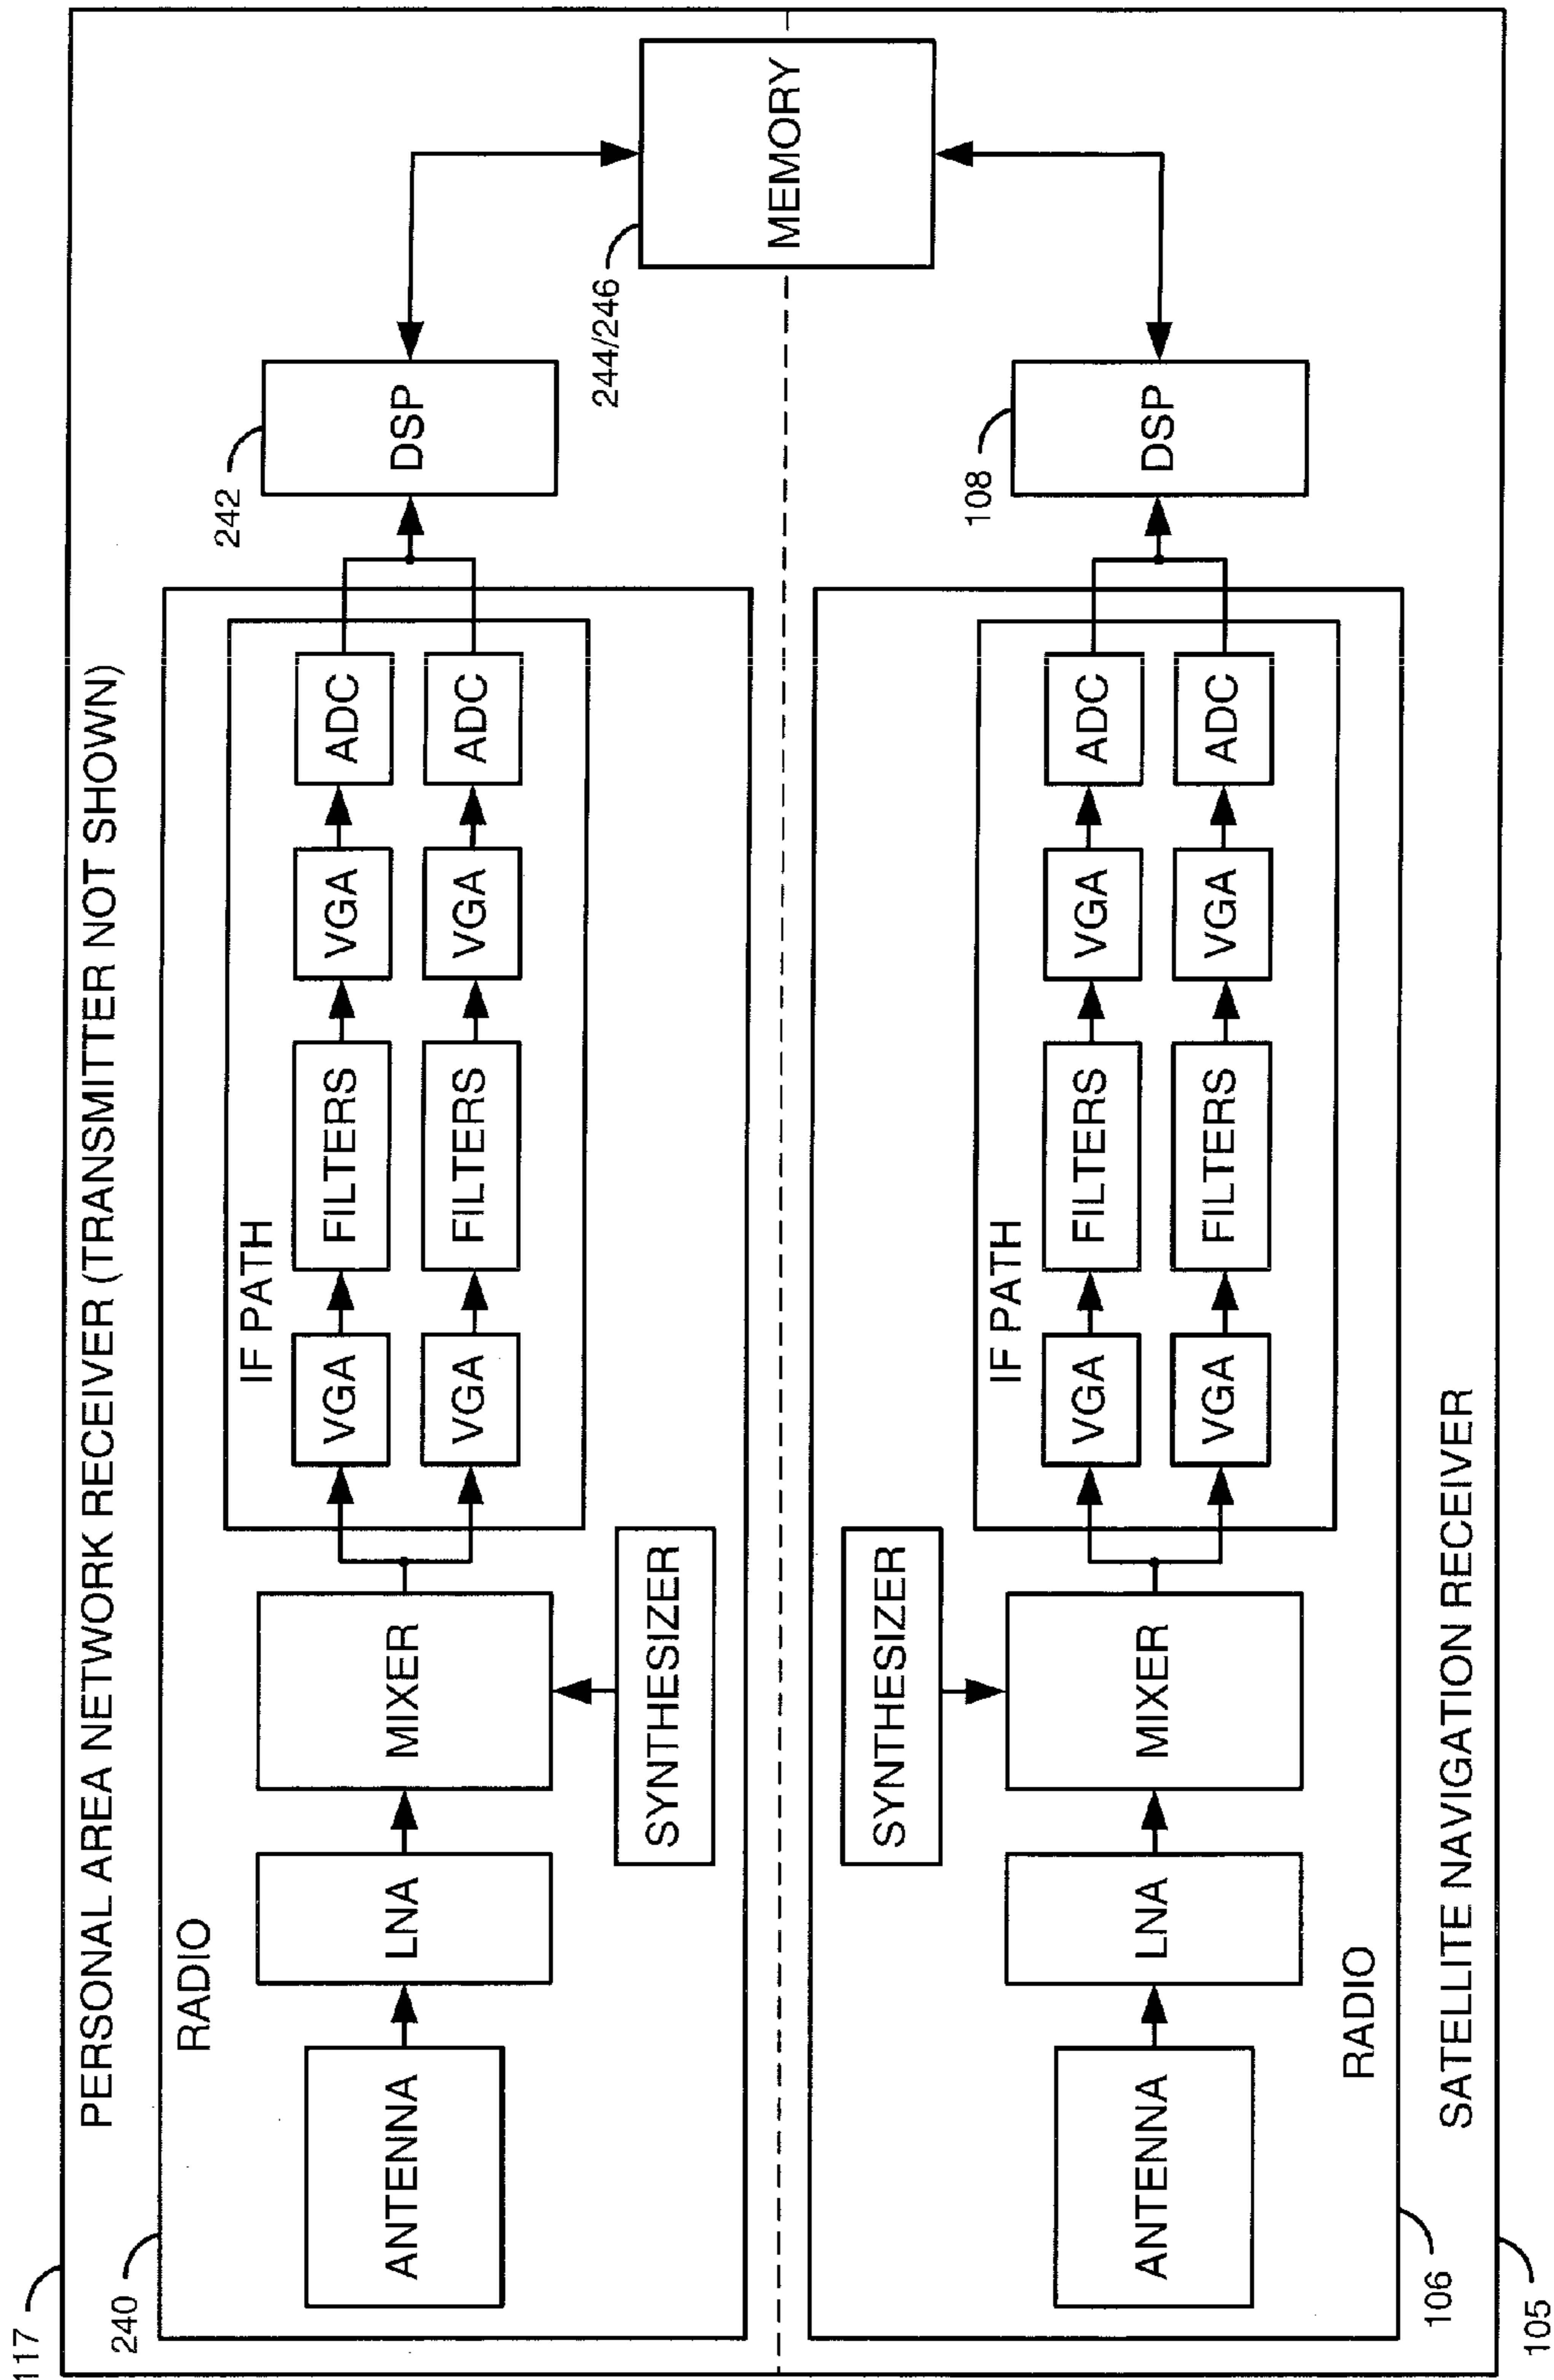 117
PERSONAL AREA NETWORK RECEIVER (TRANSMITTER NOT SHOWN)
240
RADIO
ANTENNA
LNA
MIXER
SYNTHESIZER
IF PATH
VGA
FILTERS
VGA
ADC
VGA
FILTERS
VGA
ADC
242
DSP
244/246
MEMORY
SYNTHESIZER
ANTENNA
LNA
MIXER
IF PATH
VGA
FILTERS
VGA
ADC
VGA
FILTERS
VGA
ADC
108
DSP
RADIO
106
SATELLITE NAVIGATION RECEIVER
105